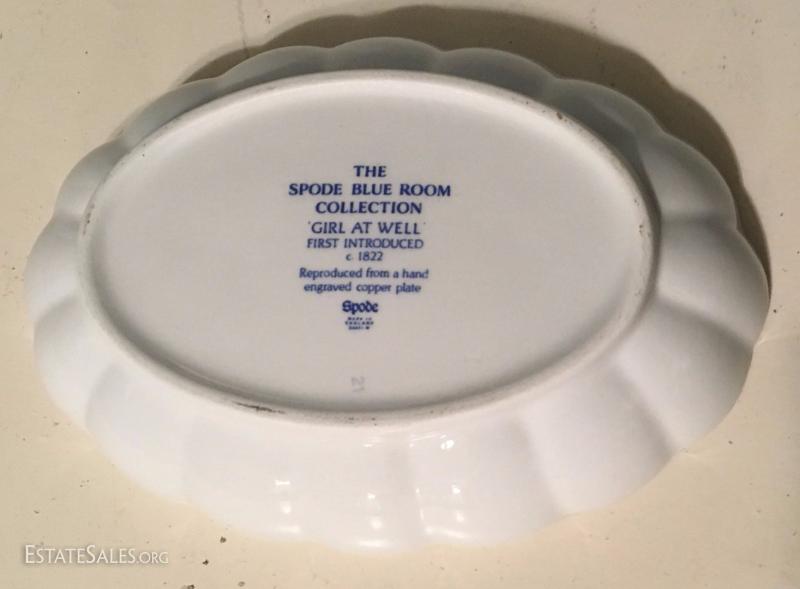 THE
SPODE BLUE ROOM
COLLECTION
'GIRL AT WELL'
FIRST INTRODUCED
c. 1822
Reproduced from a hand
engraved copper plate
Spode
MADE IN
ENGLAND
21
ESTATESALES.ORG